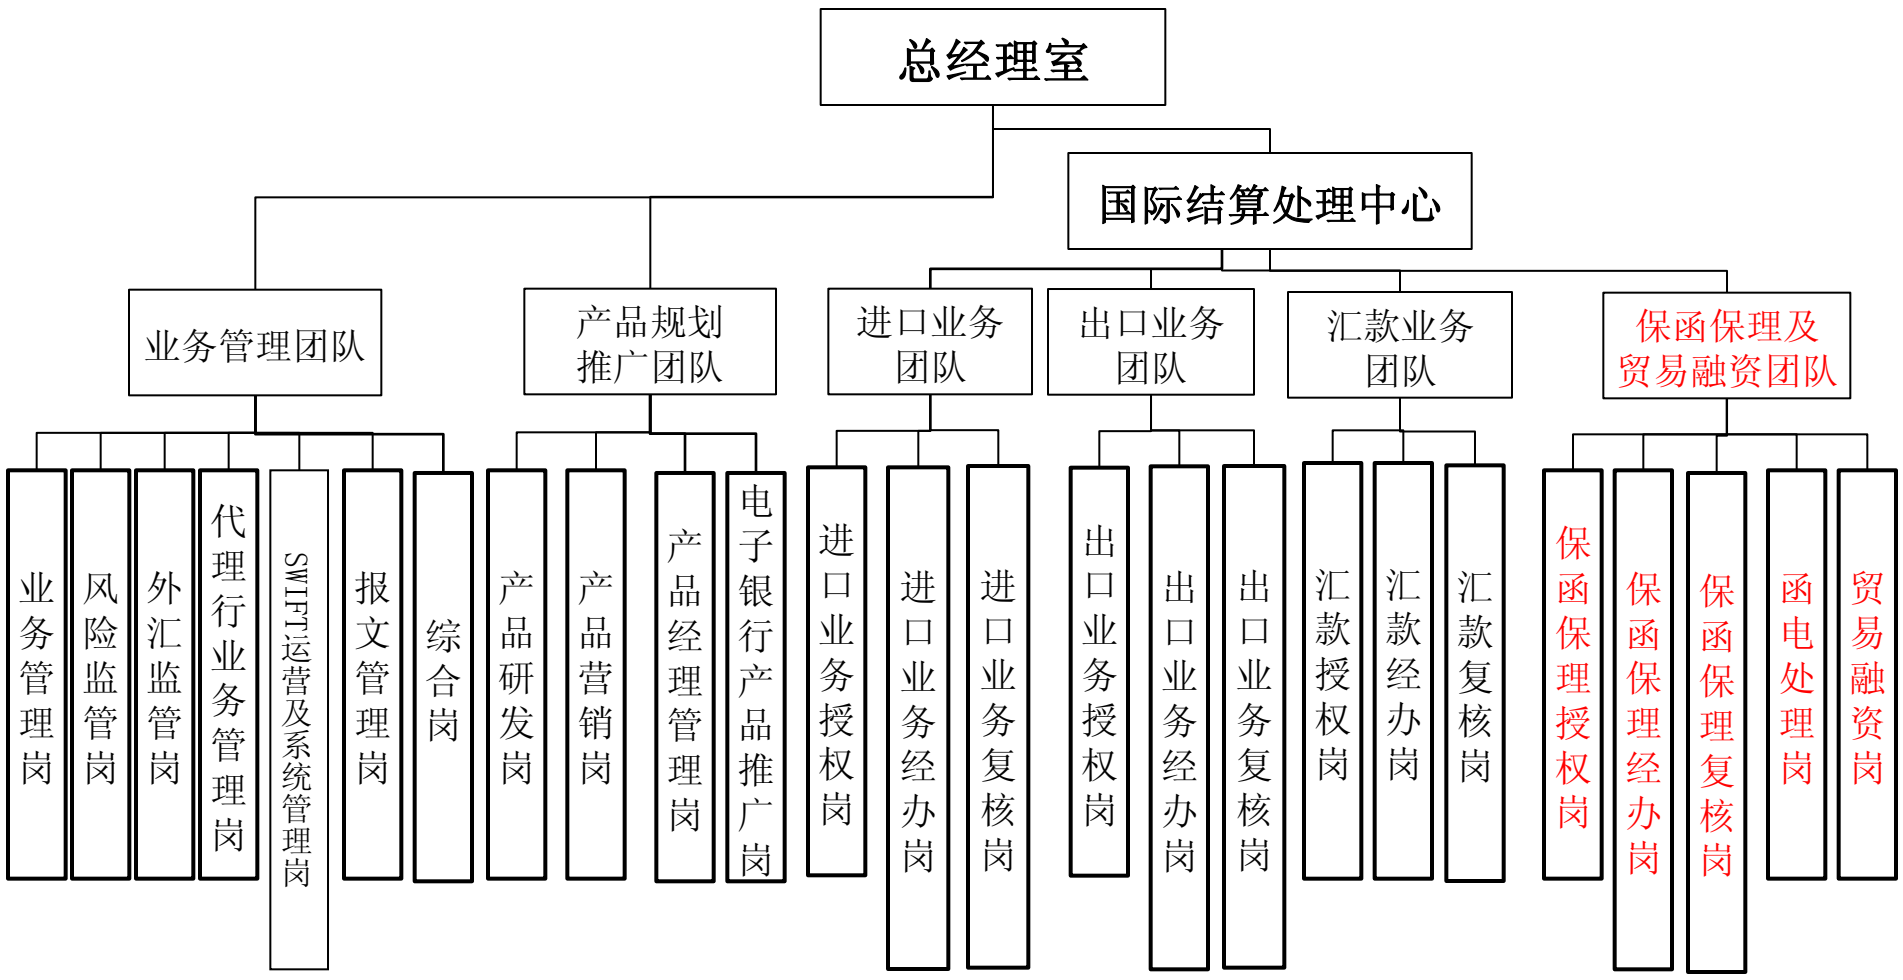 总经理室
国际结算处理中心
业务管理团队
产品规划
推广团队
进口业务
团队
出口业务
团队
汇款业务
团队
保函保理及
贸易融资团队
业务管理岗
风险监管岗
外汇监管岗
代理行业务管理岗
SWIFT运营及系统管理岗
报文管理岗
综合岗
产品研发岗
产品营销岗
产品经理管理岗
电子银行产品推广岗
进口业务授权岗
进口业务经办岗
进口业务复核岗
出口业务授权岗
出口业务经办岗
出口业务复核岗
汇款授权岗
汇款经办岗
汇款复核岗
保函保理授权岗
保函保理经办岗
保函保理复核岗
函电处理岗
贸易融资岗